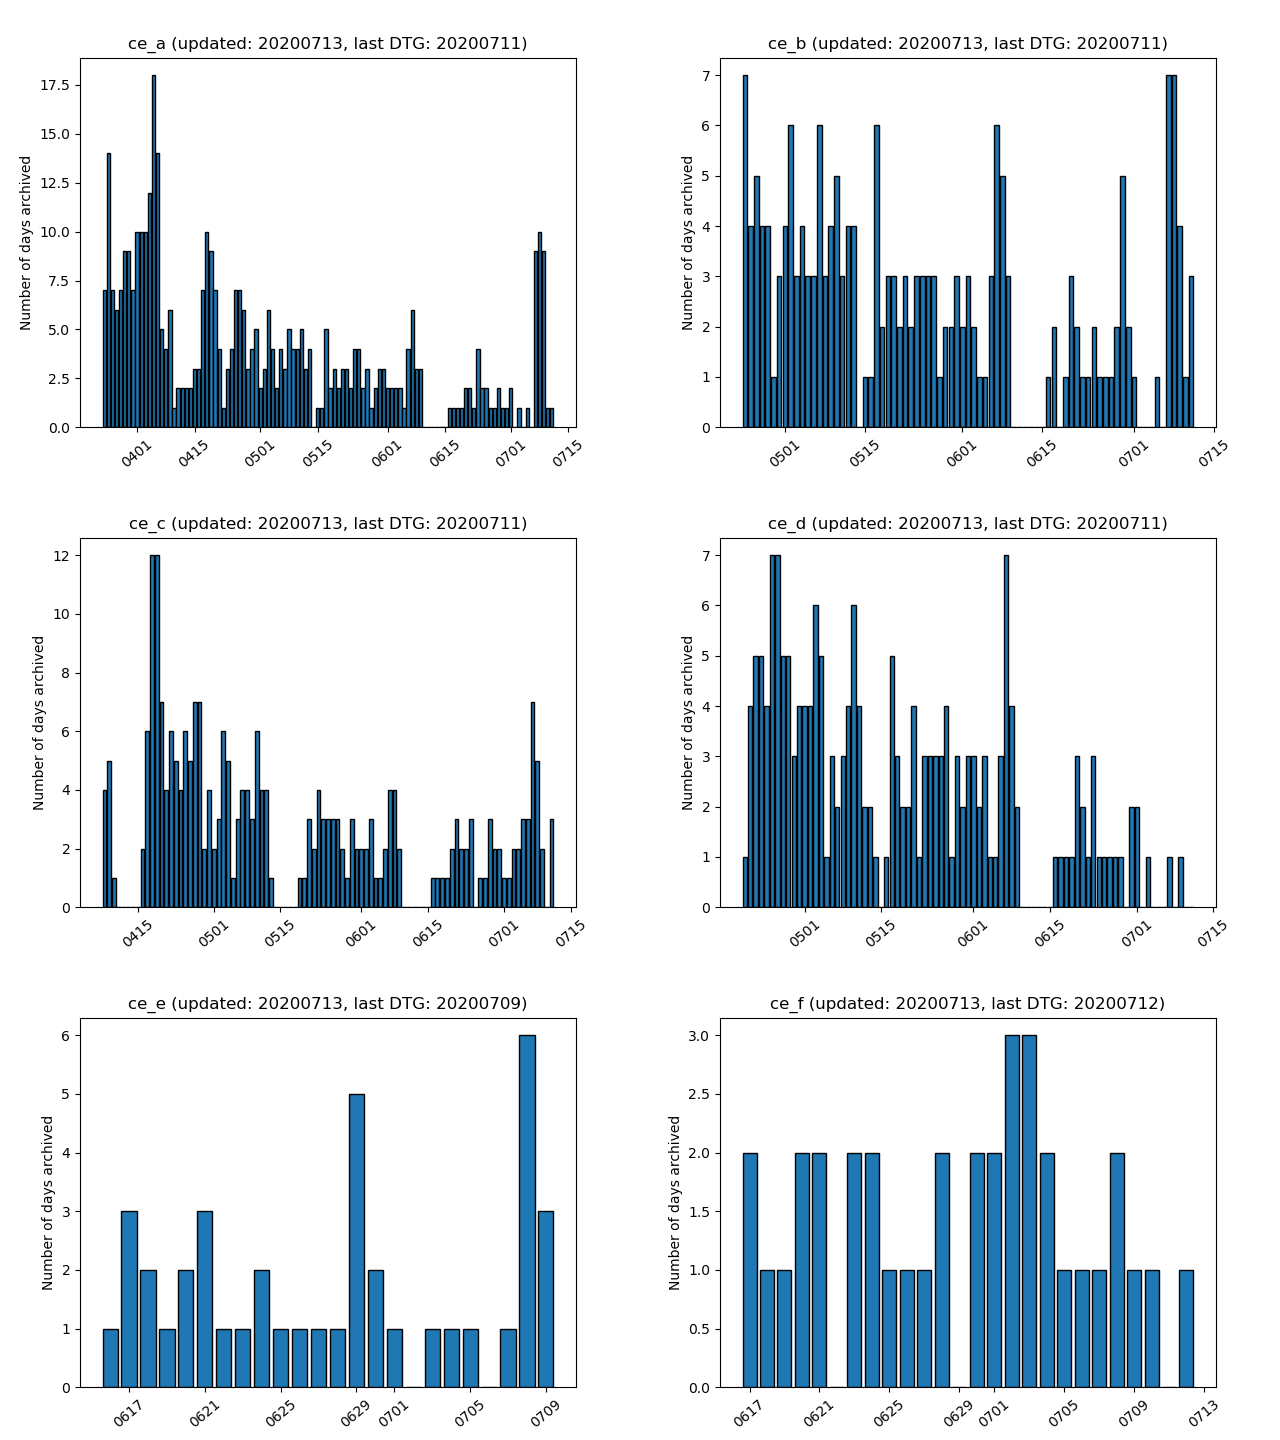 ce_a (updated: 20200713, last DTG: 20200711)
Number of days archived
17.5
15.0
12.5
10.0
7.5
5.0
2.5
0.0
0401 0415 0501 0515 0601 0615 0701 0715
ce_b (updated: 20200713, last DTG: 20200711)
Number of days archived
7
6
5
4
3
2
1
0
0501 0515 0601 0615 0701 0715
ce_c (updated: 20200713, last DTG: 20200711)
Number of days archived
12
10
8
6
4
2
0
0415 0501 0515 0601 0615 0701 0715
ce_d (updated: 20200713, last DTG: 20200711)
Number of days archived
7
6
5
4
3
2
1
0
0501 0515 0601 0615 0701 0715
ce_e (updated: 20200713, last DTG: 20200709)
Number of days archived
6
5
4
3
2
1
0
0617 0621 0625 0629 0701 0705 0709
ce_f (updated: 20200713, last DTG: 20200712)
Number of days archived
3.0
2.5
2.0
1.5
1.0
0.5
0.0
0617 0621 0625 0629 0701 0705 0709 0713